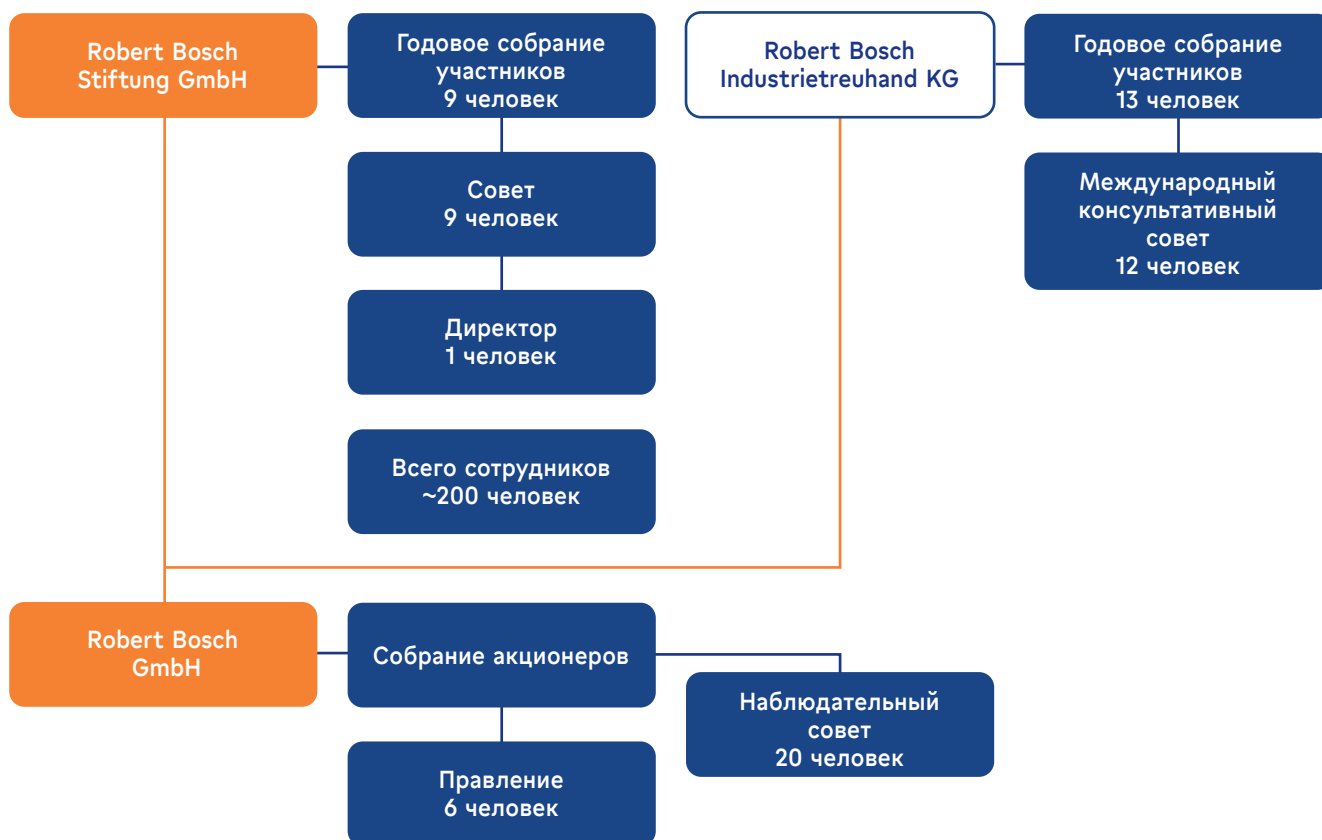 Robert Bosch
Stiftung GmbH
Годовое собрание
участников
9 человек
Robert Bosch
Industrietreuhand KG
Годовое собрание
участников
13 человек
Совет
9 человек
Международный
консультативный
совет
12 человек
Директор
1 человек
Всего сотрудников
~200 человек
Robert Bosch
GmbH
Собрание акционеров
Наблюдательный
совет
20 человек
Правление
6 человек